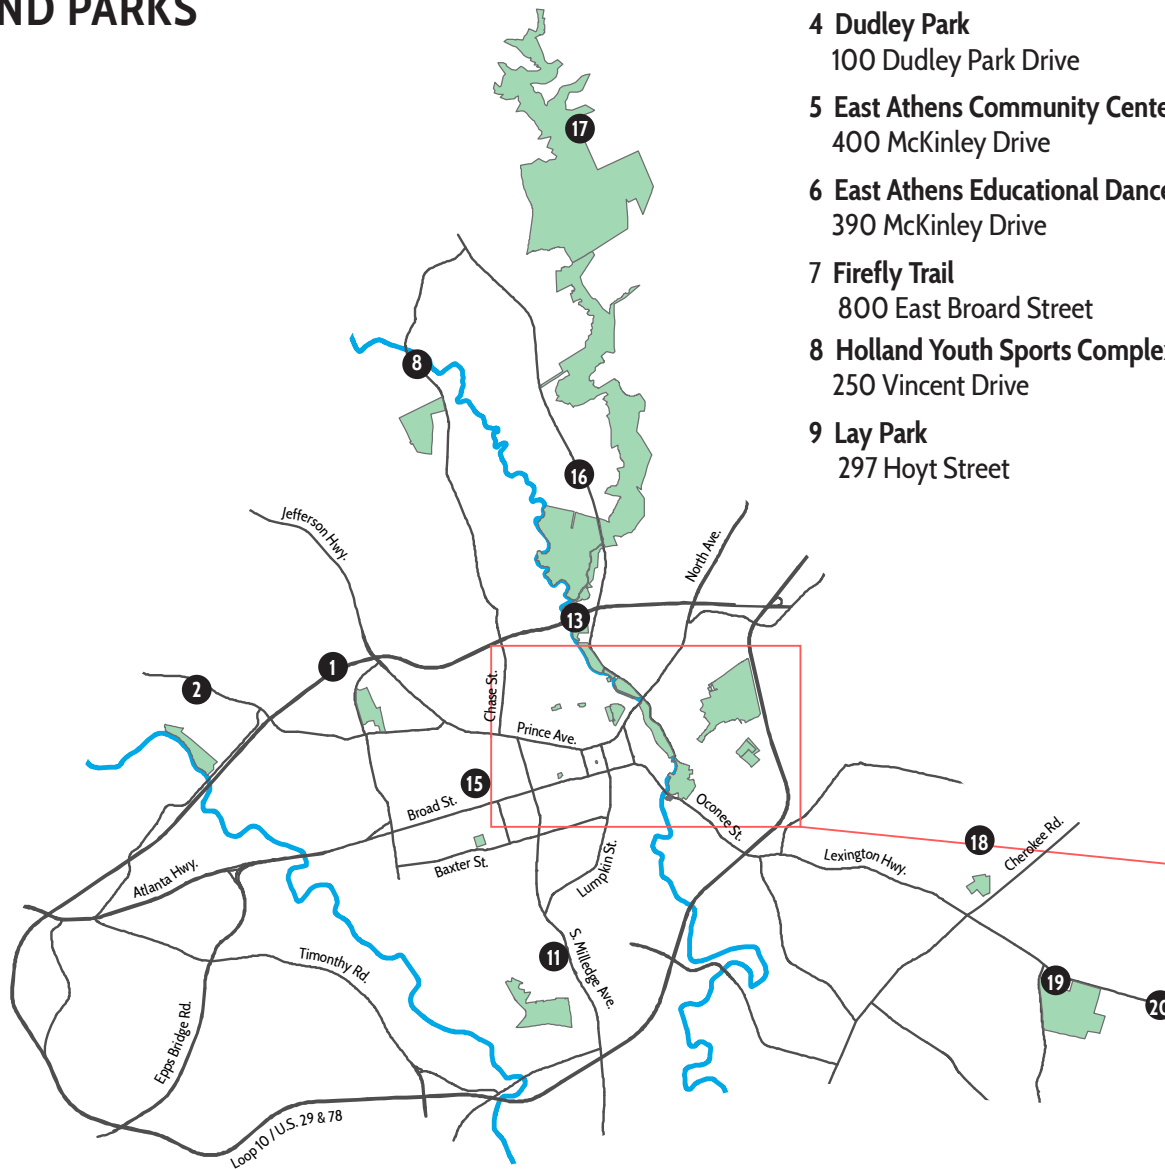 ND PARKS
4 Dudley Park
100 Dudley Park Drive
5 East Athens Community Cente
400 McKinley Drive
6 East Athens Educational Dance
390 McKinley Drive
7 Firefly Trail
800 East Broard Street
8 Holland Youth Sports Complex
250 Vincent Drive
9 Lay Park
297 Hoyt Street
17
8
16
Jefferson Hwy.
North Ave.
13
1
2
Chase St.
Prince Ave.
15
Broad St.
Oconee St.
Baxter St.
Lumpkin St.
Atlanta Hwy.
Lexington Hwy.
18
Cherokee Rd.
11
S. Milledge Ave.
Timonthy Rd.
19
20
Epps Bridge Rd.
Loop 10 / U.S. 29 & 78